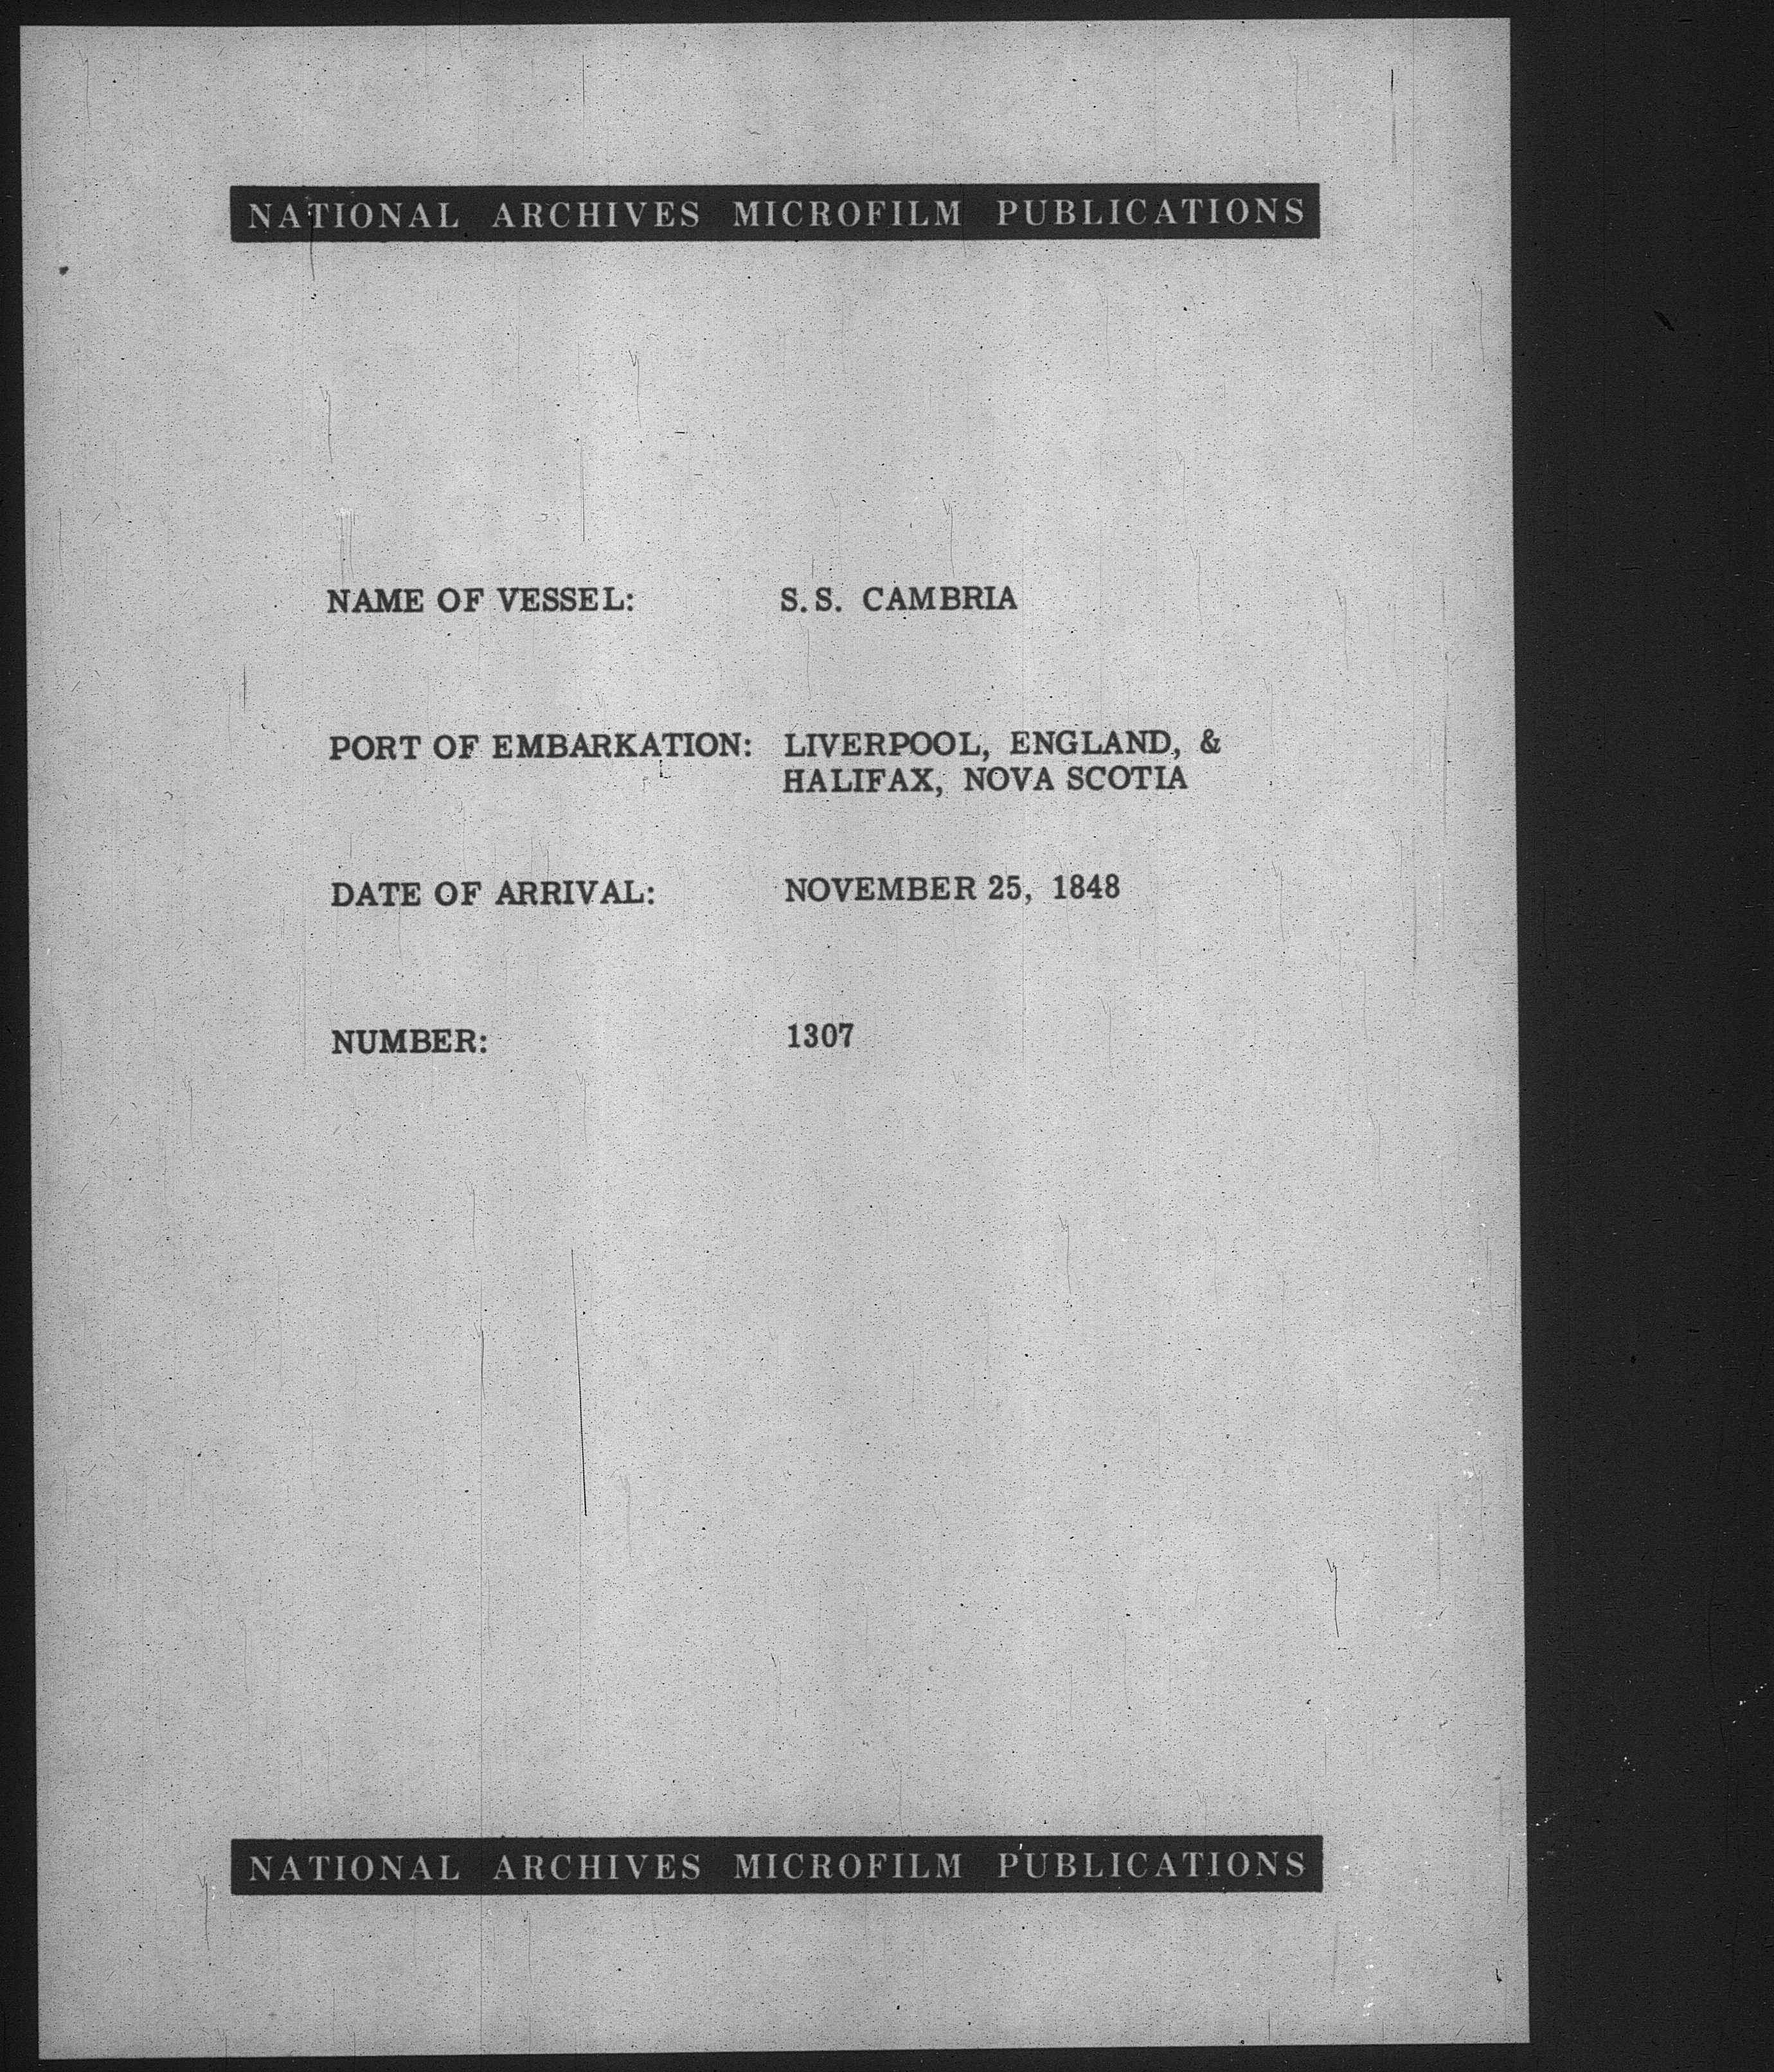 NATIONAL ARCHIVES MICROFILM PUBLICATIONS
NAME OF VESSEL: S.S. CAMBRIA
PORT OF EMBARKATION: LIVERPOOL, ENGLAND, &
HALIFAX, NOVA SCOTIA
DATE OF ARRIVAL: NOVEMBER 25, 1848
NUMBER: 1307
NATIONAL ARCHIVES MICROFILM PUBLICATIONS